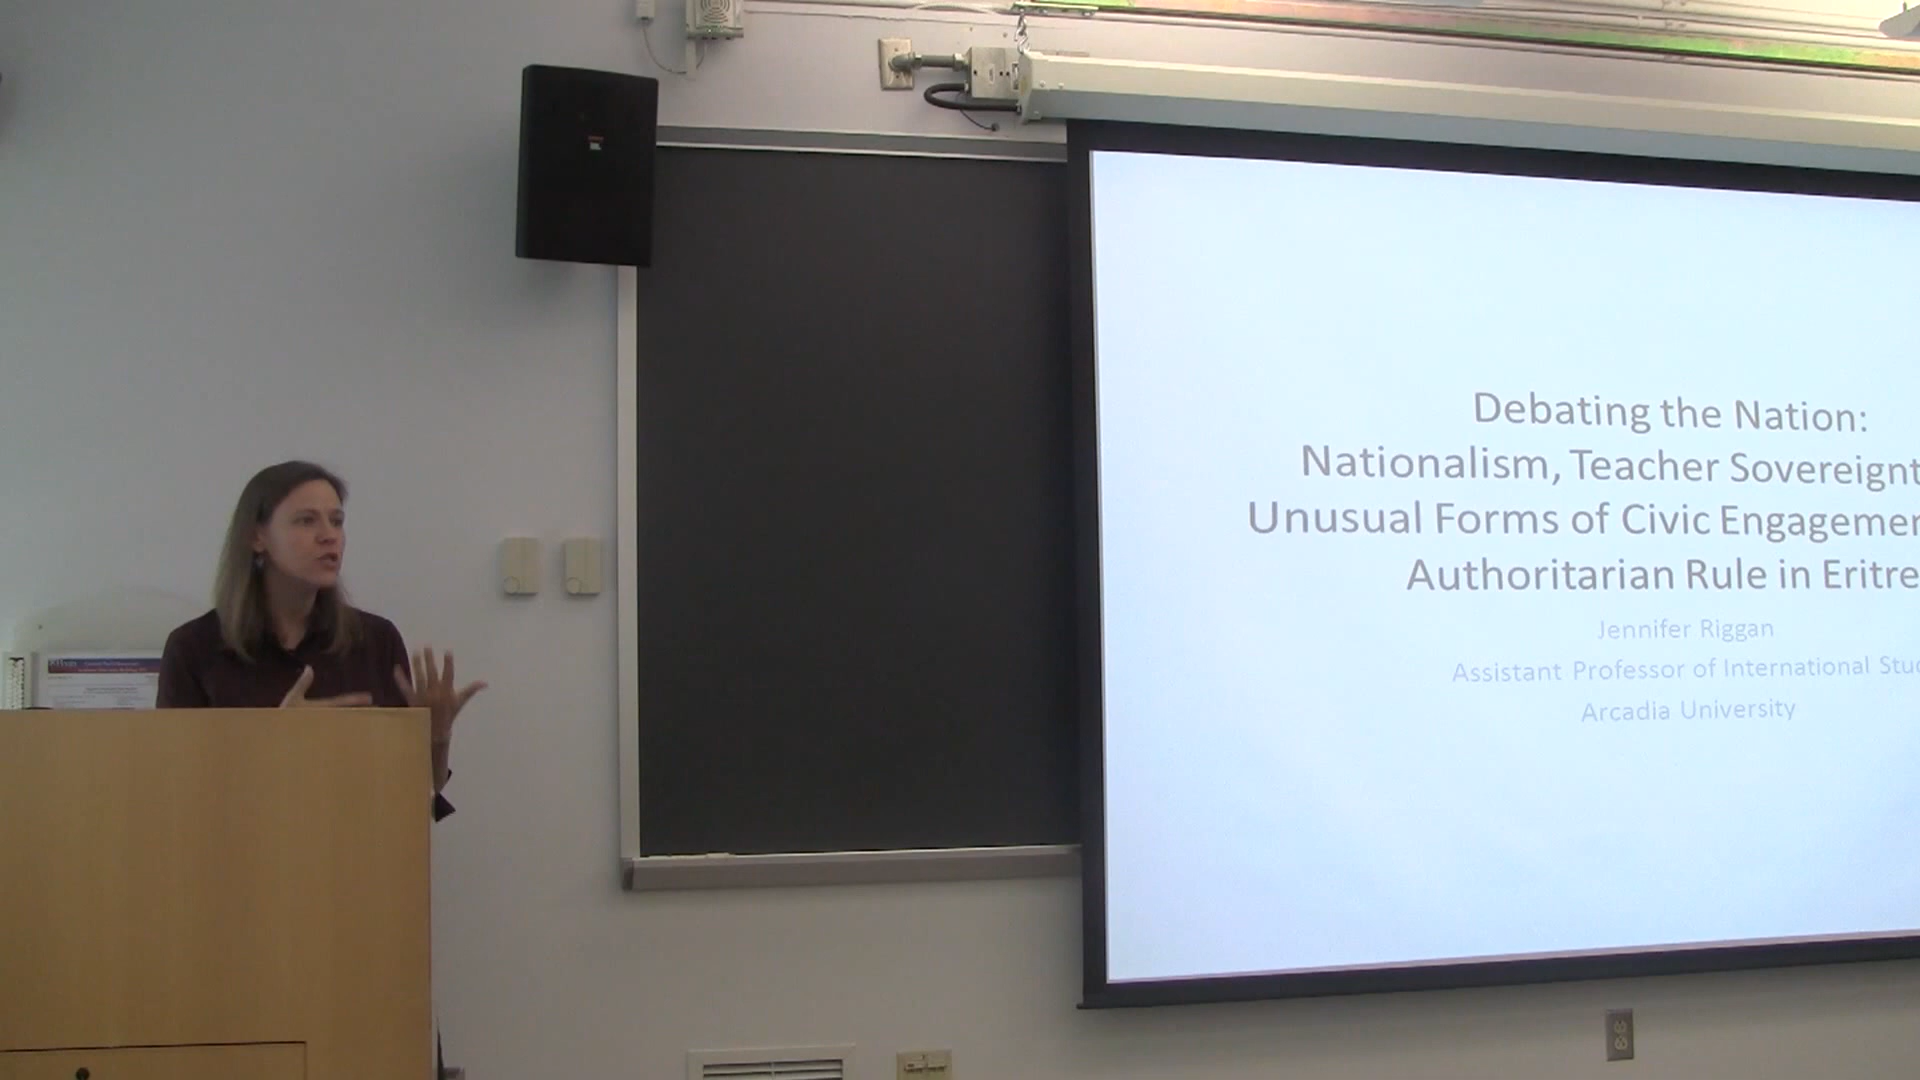 Debating the Nation:
Nationalism, Teacher Sovereignt
Unusual Forms of Civic Engagemen
Authoritarian Rule in Eritre
Jennifer Riggan
Assistant Professor of International Stu
Arcadia University